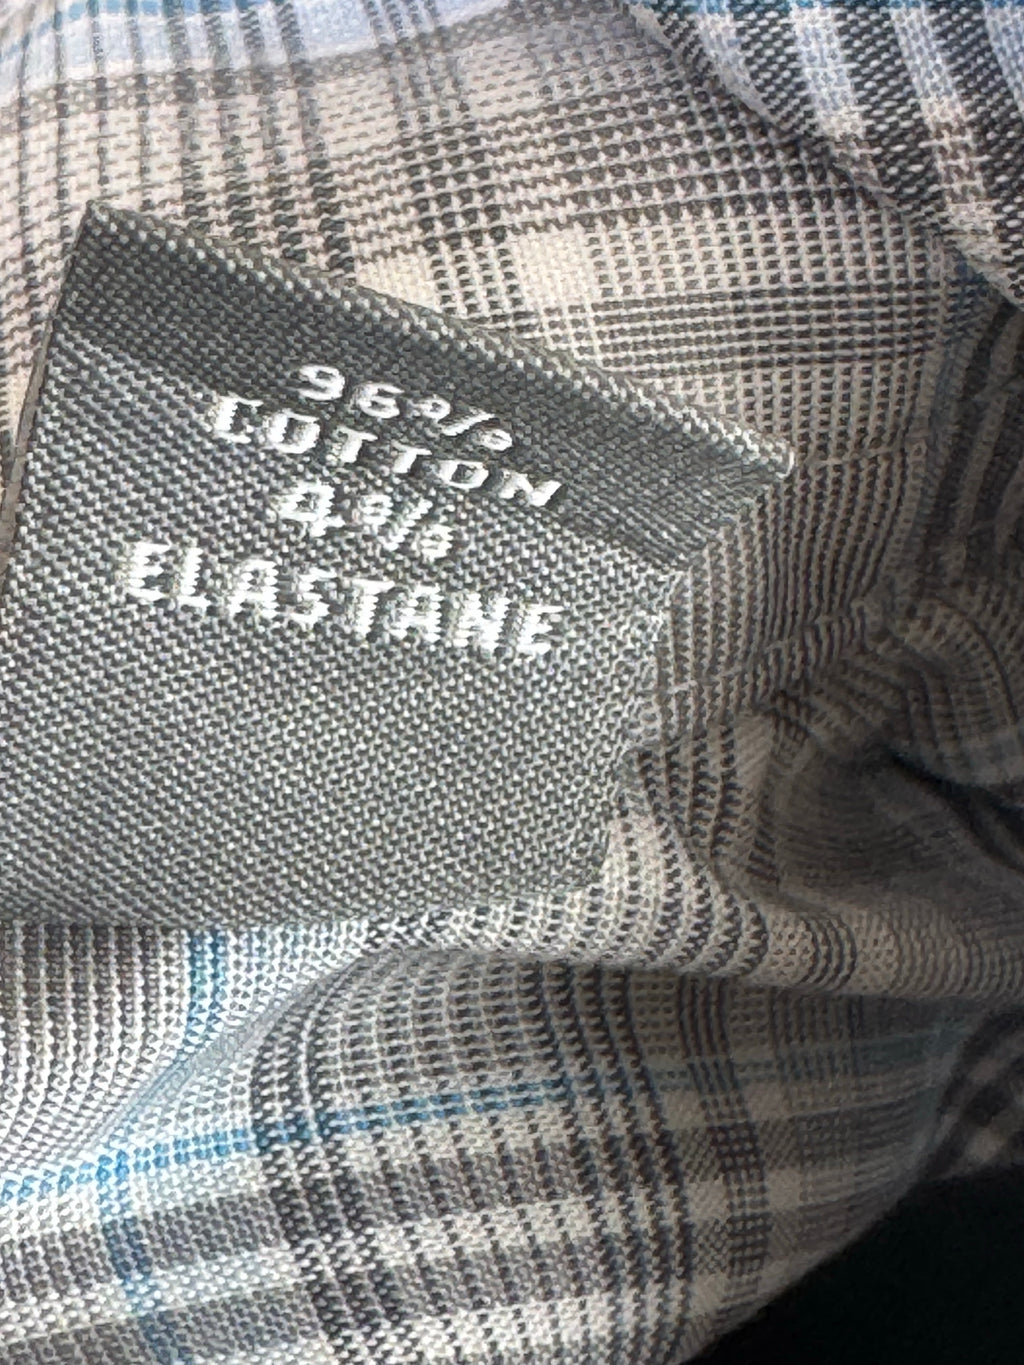 96%
COTTON
4%
ELASTANE